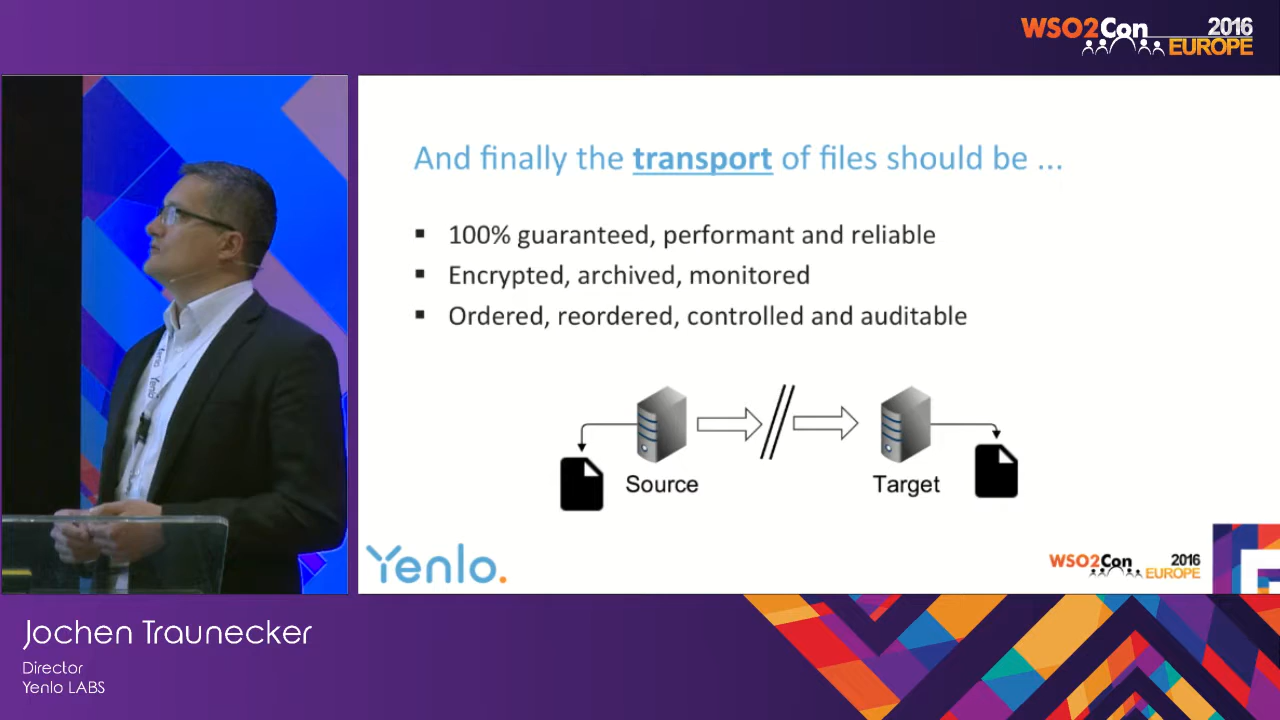 WSO2Con 2016
EUROPE
And finally the transport of files should be ...
▪ 100% guaranteed, performant and reliable
▪ Encrypted, archived, monitored
▪ Ordered, reordered, controlled and auditable
Source
Target
Yenlo.
WSO2Con 2016
EUROPE
Yenlo
Jochen Traunecker
Director
Yenlo LABS